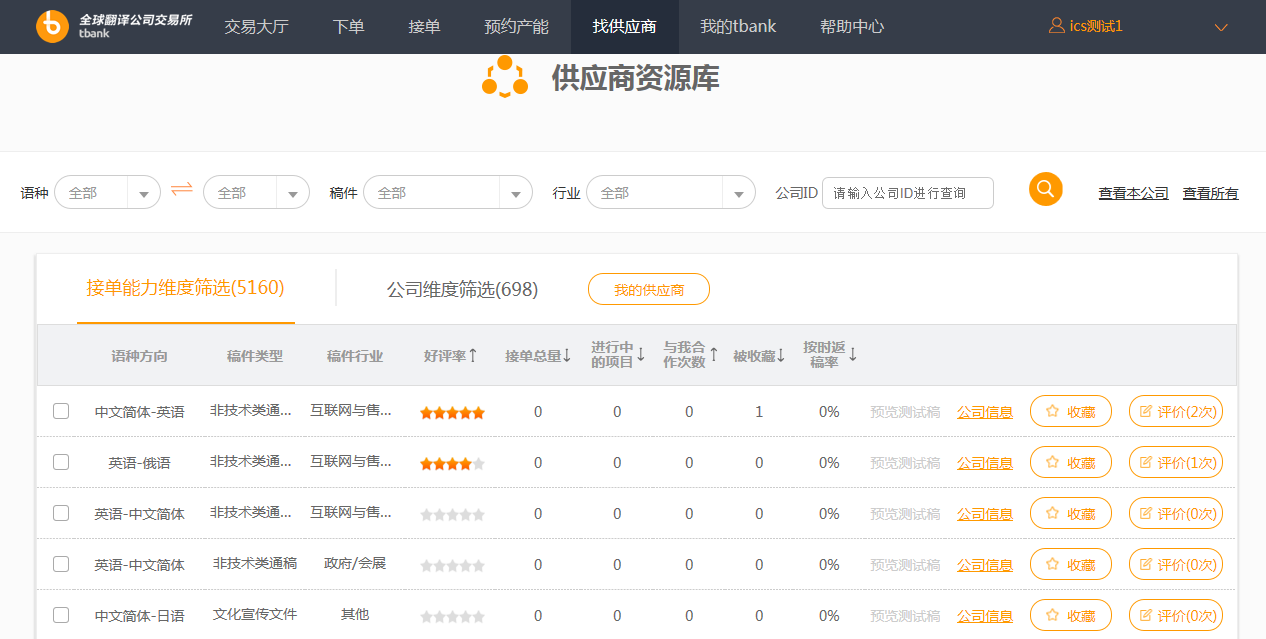 全球翻译公司交易所
tbank
交易大厅 下单 接单 预约产能 找供应商 我的tbank 帮助中心 ics测试1
供应商资源库
语种 全部 全部 稿件 全部 行业 全部 公司ID 请输入公司ID进行查询 查看本公司 查看所有
接单能力维度筛选(5160) 公司维度筛选(698) 我的供应商
语种方向 稿件类型 稿件行业 好评率↑ 接单总量↓ 进行中的项目↓ 与我合作次数↑ 被收藏↓ 按时返稿率↓
中文简体-英语 非技术类通... 互联网与售... 0 0 0 1 0% 预览测试稿 公司信息 收藏 评价(2次)
英语-俄语 非技术类通... 互联网与售... 0 0 0 0 0% 预览测试稿 公司信息 收藏 评价(1次)
英语-中文简体 非技术类通... 互联网与售... 0 0 0 0 0% 预览测试稿 公司信息 收藏 评价(0次)
英语-中文简体 非技术类通稿 政府/会展 0 0 0 0 0% 预览测试稿 公司信息 收藏 评价(0次)
中文简体-日语 文化宣传文件 其他 0 0 0 0 0% 预览测试稿 公司信息 收藏 评价(0次)